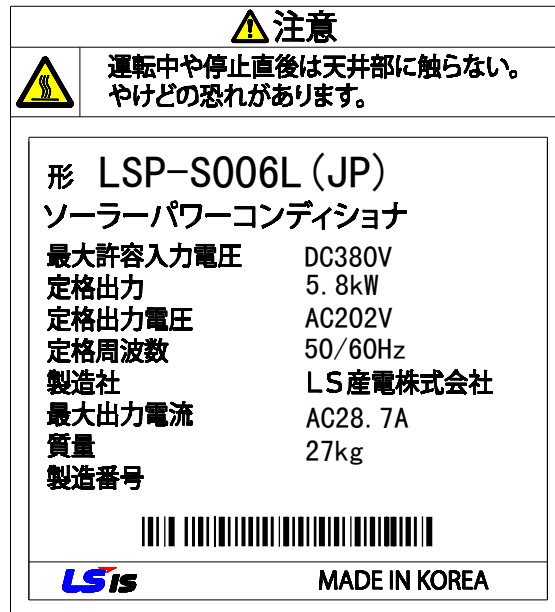 注意
運転中や停止直後は天井部に触らない。
やけどの恐れがあります。
形 LSP-S006L(JP)
ソーラーパワーコンディショナ
最大許容入力電圧 DC380V
定格出力 5.8kW
定格出力電圧 AC202V
定格周波数 50/60Hz
製造社 LS産電株式会社
最大出力電流 AC28.7A
質量 27kg
製造番号
LSIS MADE IN KOREA